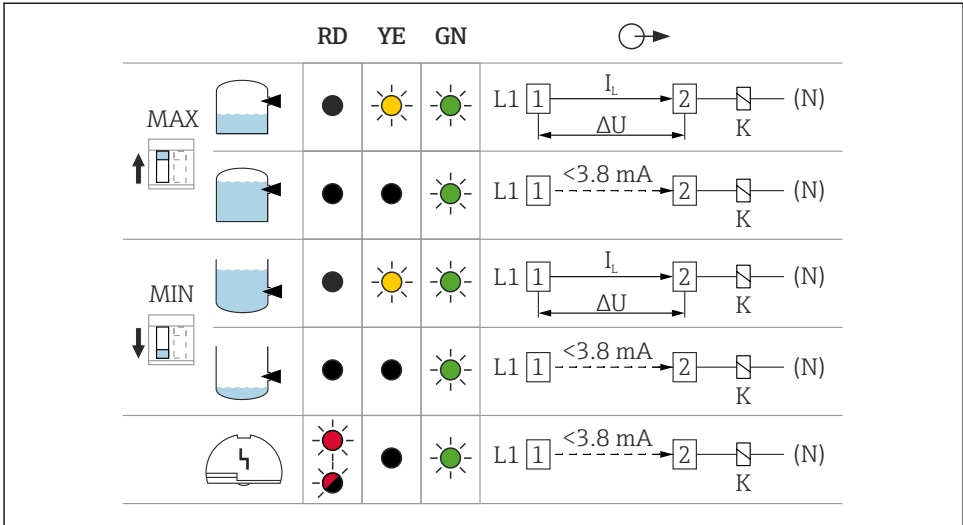 RD YE GN
MAX
L1 1 I_L 2 (N)
ΔU K
L1 1 <3.8 mA 2 (N)
K
MIN
L1 1 I_L 2 (N)
ΔU K
L1 1 <3.8 mA 2 (N)
K
L1 1 <3.8 mA 2 (N)
K